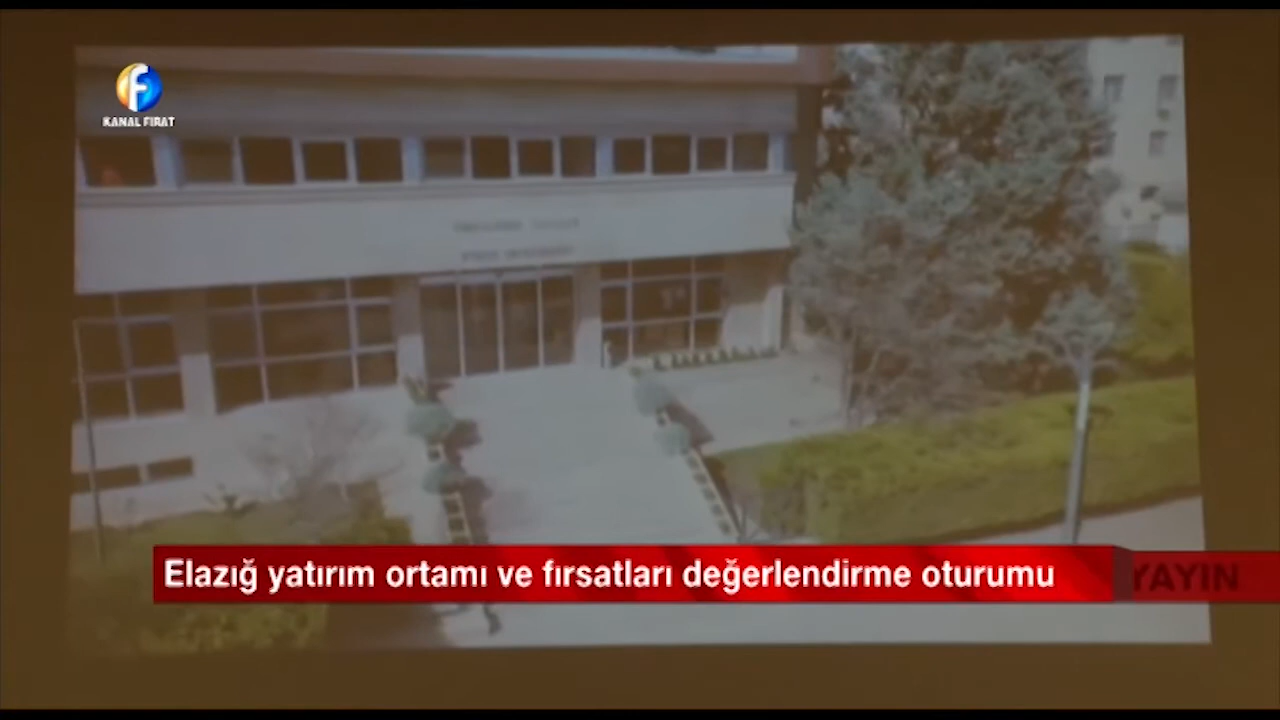 KANAL FIRAT
Elazığ yatırım ortamı ve fırsatları değerlendirme oturumu
YAYIN